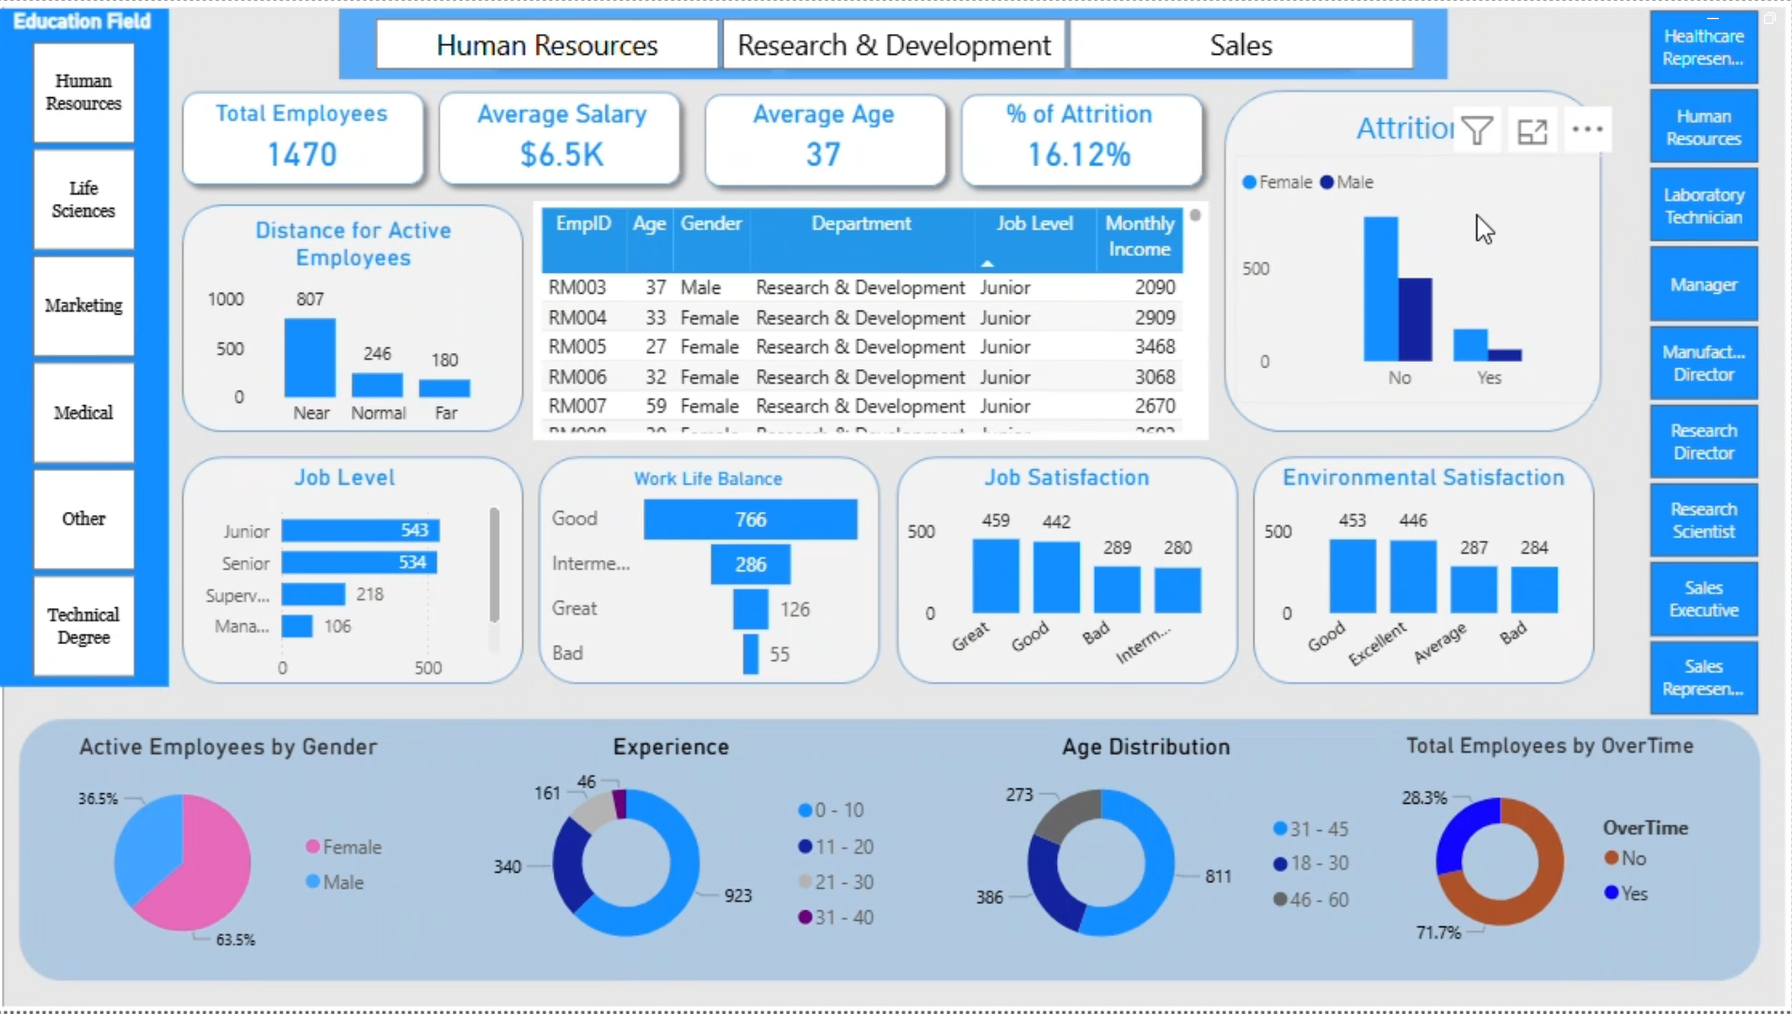 Education Field
Human
Resources
Life
Sciences
Marketing
Medical
Other
Technical
Degree
Human Resources
Research & Development
Sales
Total Employees
1470
Average Salary
$6.5K
Average Age
37
% of Attrition
16.12%
Distance for Active
Employees
1000
500
0
807
246
180
Near
Normal
Far
EmpID Age Gender Department Job Level Monthly
Income
RM003 37 Male Research & Development Junior 2090
RM004 33 Female Research & Development Junior 2909
RM005 27 Female Research & Development Junior 3468
RM006 32 Female Research & Development Junior 3068
RM007 59 Female Research & Development Junior 2670
Attrition
Female Male
500
0
No
Yes
Healthcare
Represen...
Human
Resources
Laboratory
Technician
Manager
Manufact...
Director
Research
Director
Research
Scientist
Sales
Executive
Sales
Represen...
Job Level
Junior 543
Senior 534
Superv... 218
Mana... 106
0 500
Work Life Balance
Good 766
Interme... 286
Great 126
Bad 55
Job Satisfaction
500
0
459
442
289
280
Great
Good
Bad
Interm...
Environmental Satisfaction
500
0
453
446
287
284
Good
Excellent
Average
Bad
Active Employees by Gender
36.5%
63.5%
Female
Male
Experience
46
161
340
923
0 - 10
11 - 20
21 - 30
31 - 40
Age Distribution
273
386
811
31 - 45
18 - 30
46 - 60
Total Employees by OverTime
28.3%
71.7%
OverTime
No
Yes